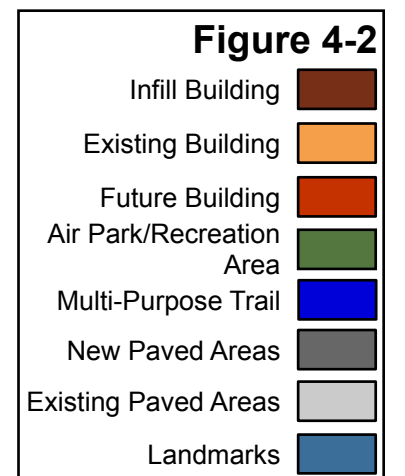 Figure 4-2
Infill Building
Existing Building
Future Building
Air Park/Recreation
Area
Multi-Purpose Trail
New Paved Areas
Existing Paved Areas
Landmarks